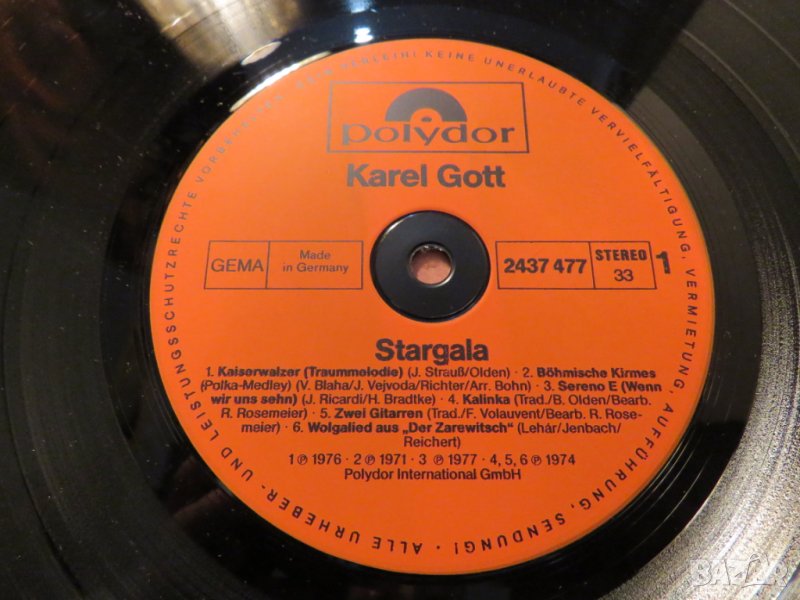 polydor
Karel Gott
GEMA
Made
in Germany
2437 477
STEREO
33
1
Stargala
1. Kaiserwalzer (Traummelodie) (J. Strauß/Olden) · 2. Böhmische Kirmes
(Polka-Medley) (V. Blaha/J. Vejvoda/Richter/Arr. Bohn) · 3. Sereno E (Wenn
wir uns sehn) (J. Ricardi/H. Bradtke) · 4. Kalinka (Trad./B. Olden/Bearb.
R. Rosemeier) · 5. Zwei Gitarren (Trad./F. Volauvent/Bearb. R. Rose-
meier) · 6. Wolgalied aus „Der Zarewitsch“ (Lehár/Jenbach/
Reichert)
1 ℗ 1976 · 2 ℗ 1971 · 3 ℗ 1977 · 4, 5, 6 ℗ 1974
Polydor International GmbH
· ALLE URHEBER- UND LEISTUNGSSCHUTZRECHTE VORBEHALTEN · KEIN VERLEIH! KEINE UNERLAUBTE VERVIELFÄLTIGUNG, VERMIETUNG, AUFFÜHRUNG, SENDUNG!
BAZAR